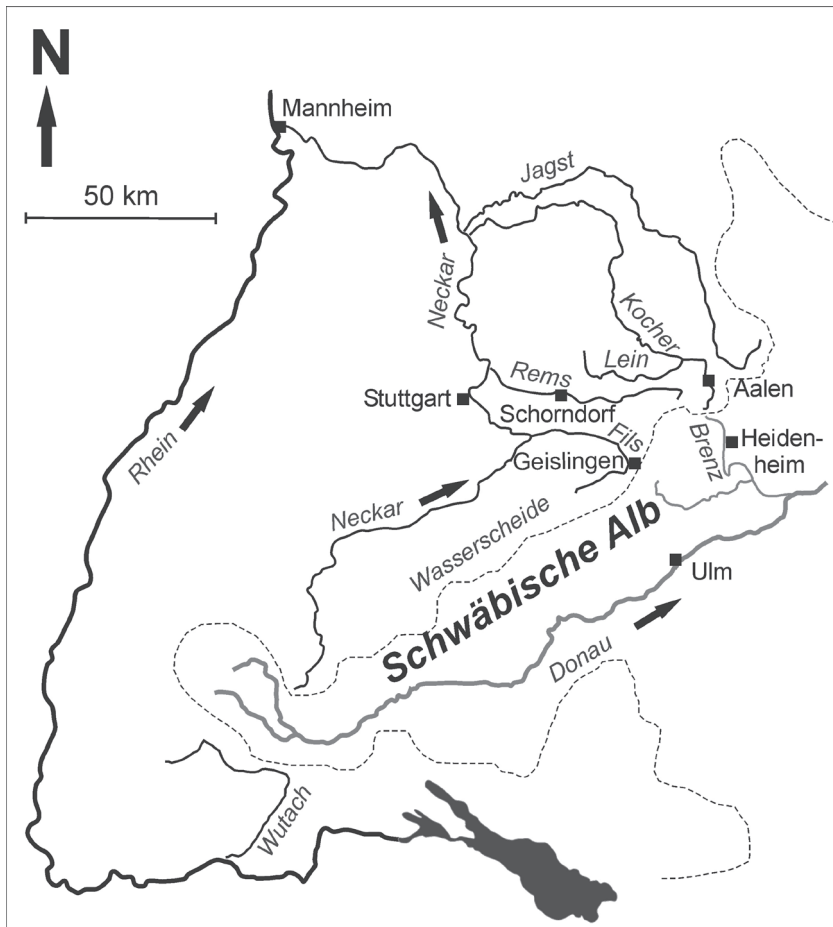 N
Mannheim
50 km
Jagst
Neckar
Kocher
Lein
Rems
Aalen
Stuttgart
Schorndorf
Fils
Brenz
Heiden-
heim
Geislingen
Rhein
Neckar
Wasserscheide
Schwäbische Alb
Ulm
Donau
Wutach